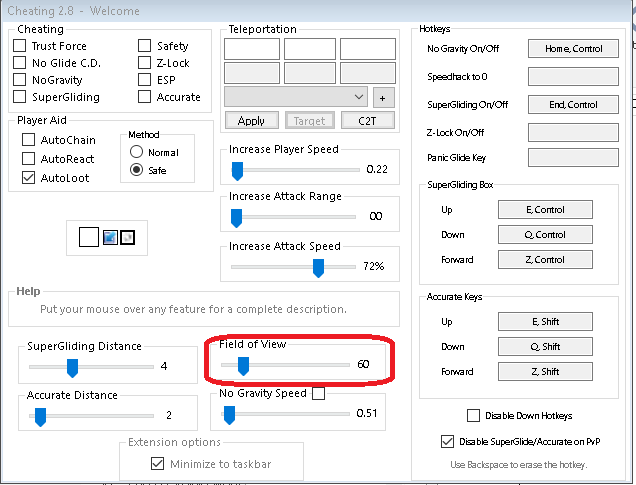 Cheating 2.8 - Welcome
Cheating
Trust Force
Safety
No Glide C.D.
Z-Lock
NoGravity
ESP
SuperGliding
Accurate
Player Aid
AutoChain
AutoReact
AutoLoot
Method
Normal
Safe
Teleportation
+
Apply
Target
C2T
Increase Player Speed
0.22
Increase Attack Range
00
Increase Attack Speed
72%
Help
Put your mouse over any feature for a complete description.
SuperGliding Distance
4
Field of View
60
Accurate Distance
2
No Gravity Speed
0.51
Extension options
Minimize to taskbar
Hotkeys
No Gravity On/Off
Home, Control
Speedhack to 0
SuperGliding On/Off
End, Control
Z-Lock On/Off
Panic Glide Key
SuperGliding Box
Up
E, Control
Down
Q, Control
Forward
Z, Control
Accurate Keys
Up
E, Shift
Down
Q, Shift
Forward
Z, Shift
Disable Down Hotkeys
Disable SuperGlide/Accurate on PvP
Use Backspace to erase the hotkey.